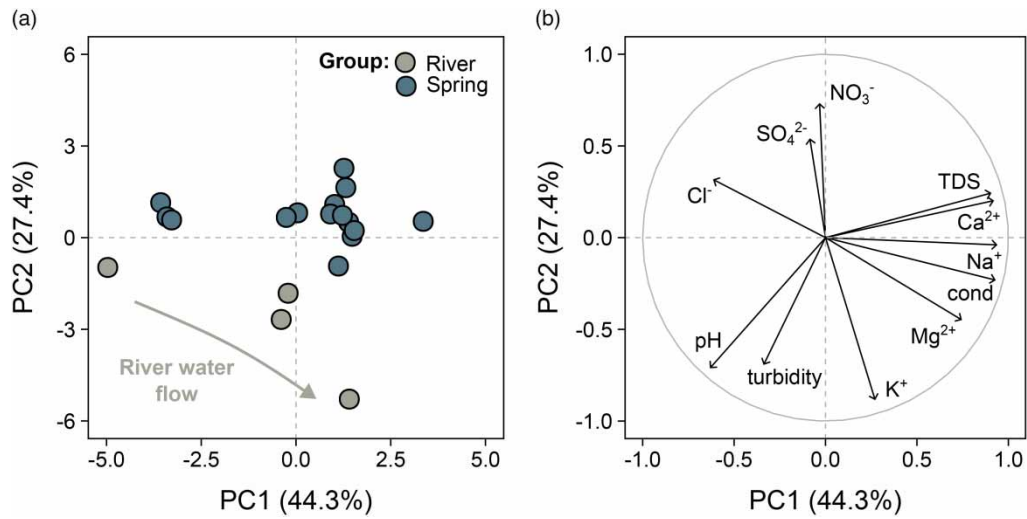 (a)
Group: River
Spring
6
3
0
-3
-6
PC2 (27.4%)
River water
flow
-5.0 -2.5 0.0 2.5 5.0
PC1 (44.3%)
(b)
1.0
0.5
0.0
-0.5
-1.0
PC2 (27.4%)
NO₃⁻
SO₄²⁻
Cl⁻
TDS
Ca²⁺
Na⁺
cond
Mg²⁺
pH
turbidity
K⁺
-1.0 -0.5 0.0 0.5 1.0
PC1 (44.3%)